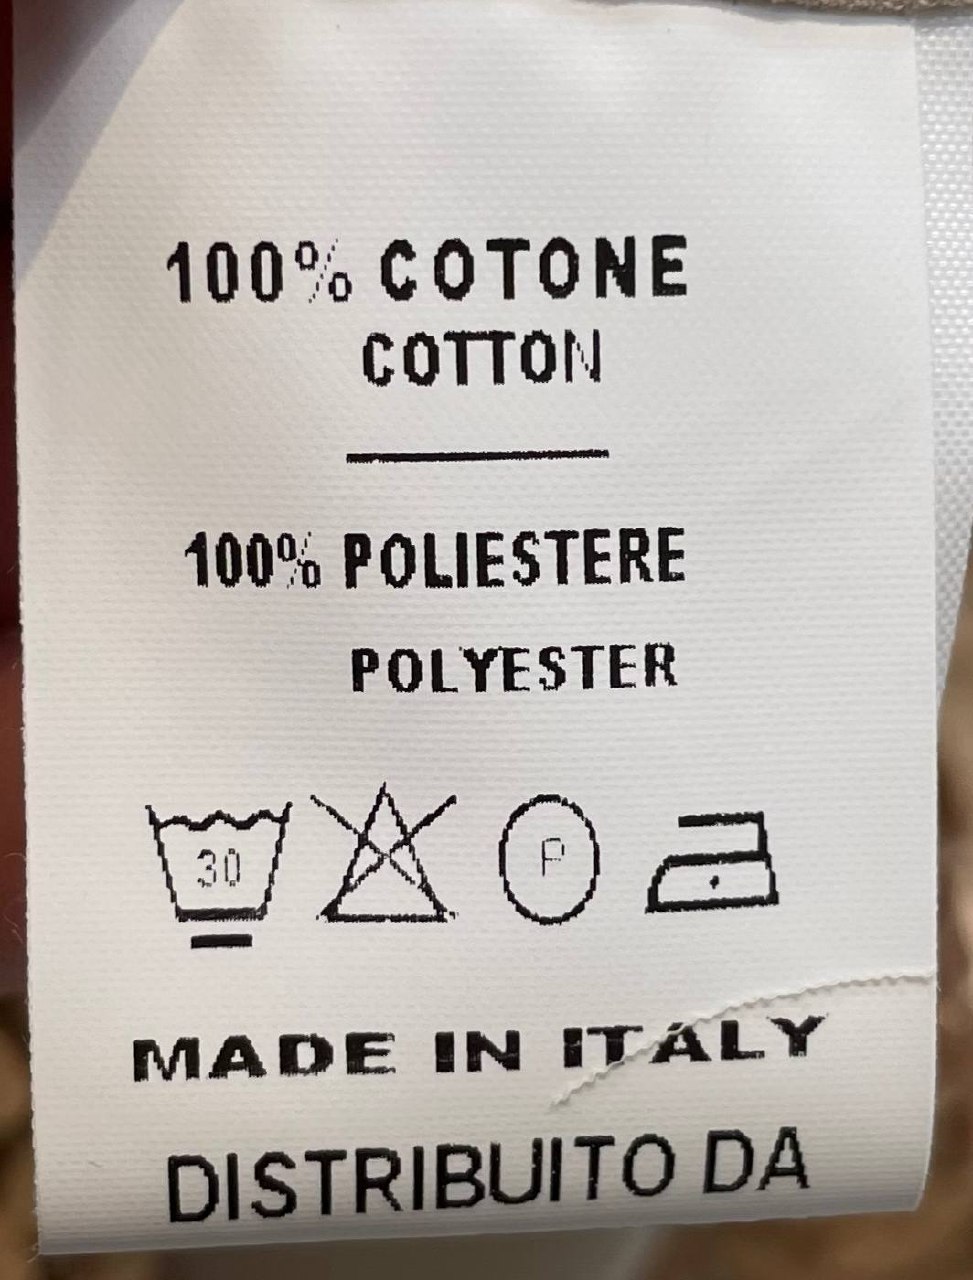 100% COTONE
COTTON
100% POLIESTERE
POLYESTER
30 P
MADE IN ITALY
DISTRIBUITO DA